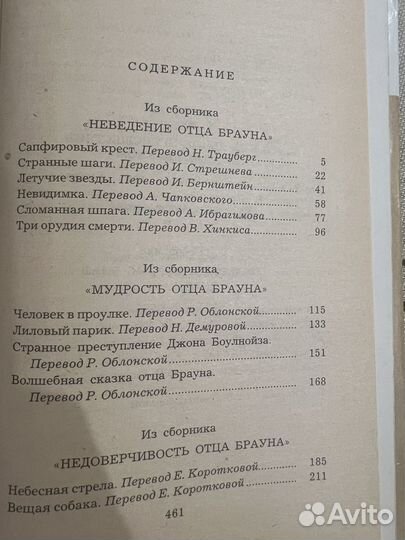 СОДЕРЖАНИЕ
Из сборника
«НЕВЕДЕНИЕ ОТЦА БРАУНА»
Сапфировый крест. Перевод Н. Трауберг 5
Странные шаги. Перевод И. Стрешнева 22
Летучие звезды. Перевод И. Бернштейн 41
Невидимка. Перевод А. Чапковского 58
Сломанная шпага. Перевод А. Ибрагимова 77
Три орудия смерти. Перевод В. Хинкиса 96
Из сборника
«МУДРОСТЬ ОТЦА БРАУНА»
Человек в проулке. Перевод Р. Облонской 115
Лиловый парик. Перевод Н. Демуровой 133
Странное преступление Джона Боулнойза.
Перевод Р. Облонской 151
Волшебная сказка отца Брауна.
Перевод Р. Облонской 168
Из сборника
«НЕДОВЕРЧИВОСТЬ ОТЦА БРАУНА»
Небесная стрела. Перевод Е. Коротковой 185
Вещая собака. Перевод Е. Коротковой 211
461
Avito